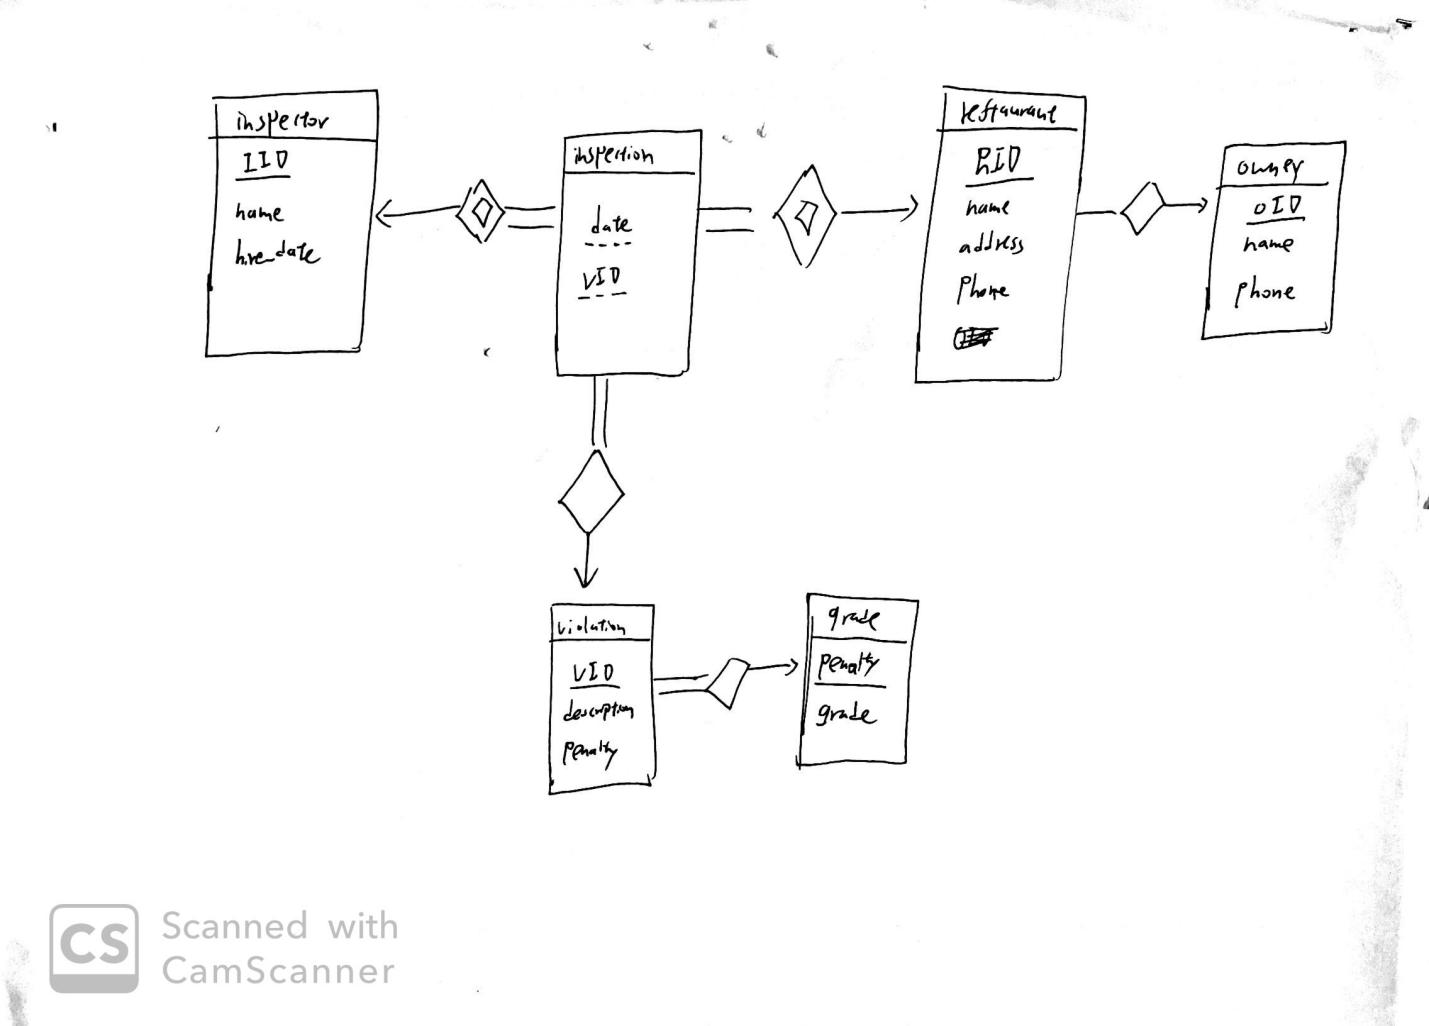 inspector
IID
name
hire_date
inspection
date
VID
restaurant
RID
name
address
phone
owner
OID
name
phone
violation
VID
description
penalty
grade
penalty
grade
CS
Scanned with
CamScanner